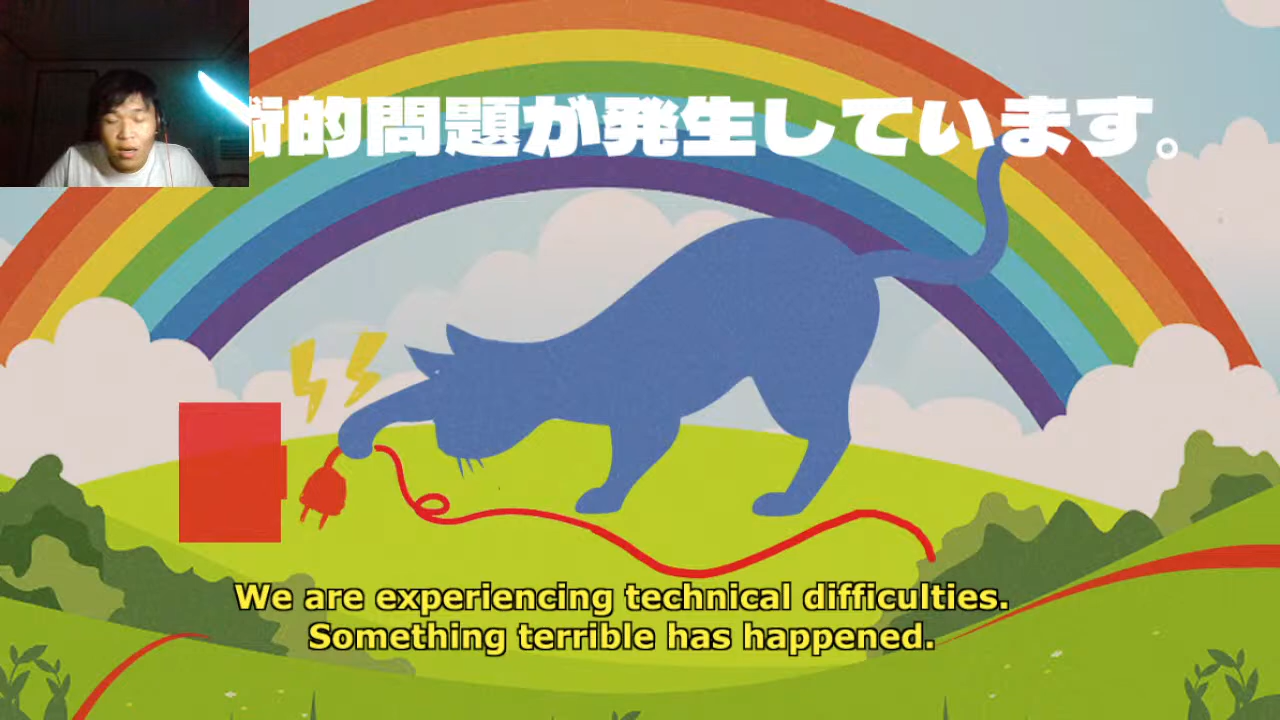 術的問題が発生しています。
We are experiencing technical difficulties.
Something terrible has happened.